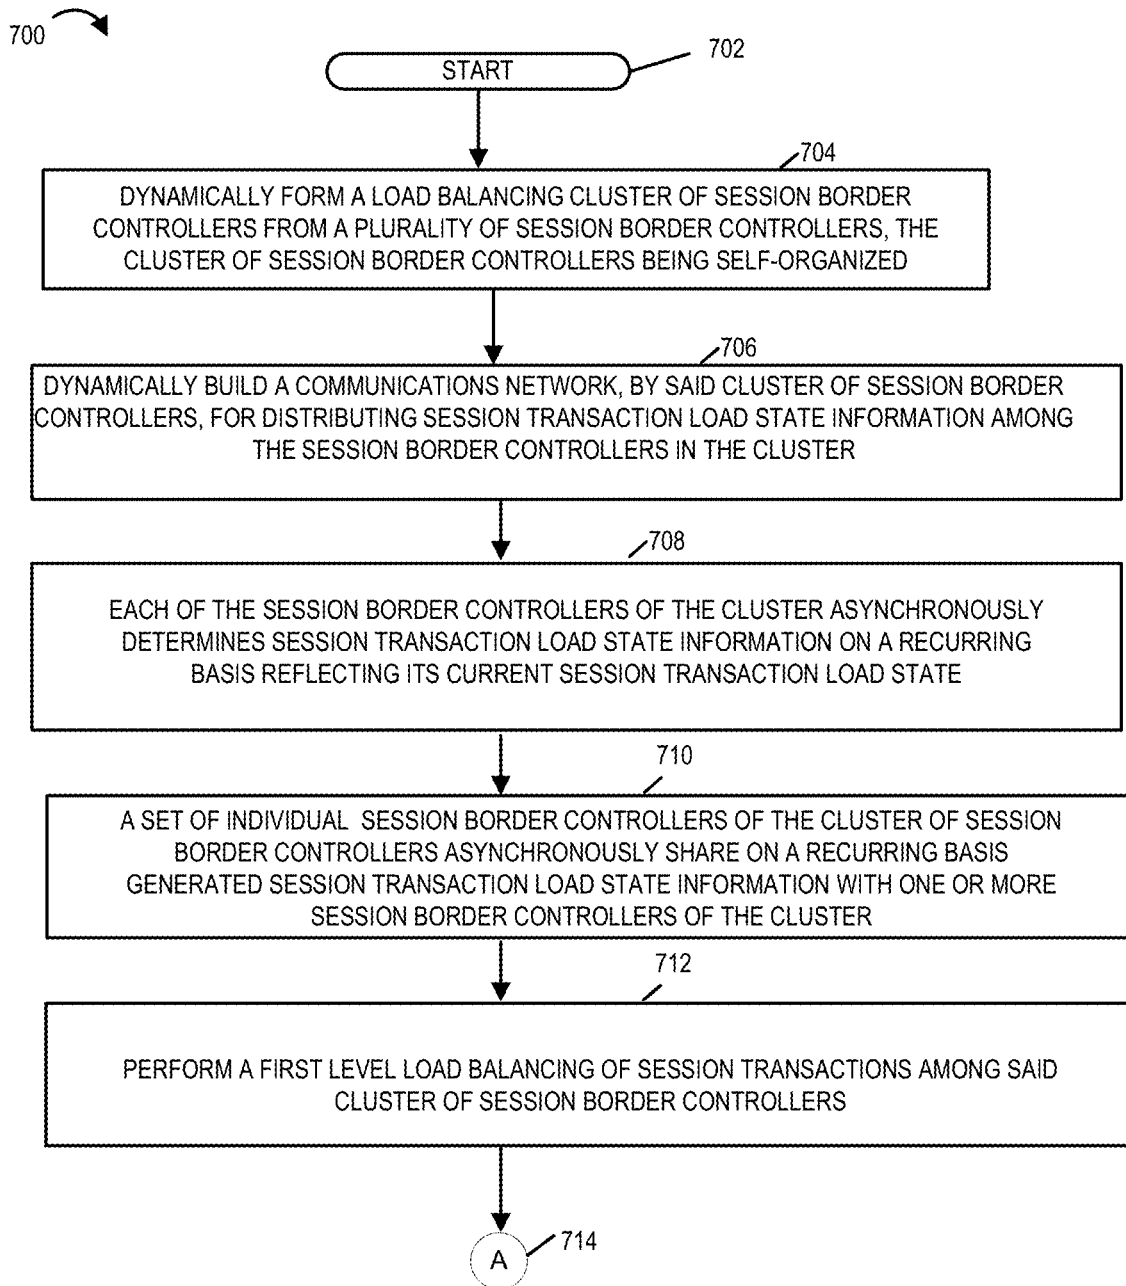 700
START
702
704
DYNAMICALLY FORM A LOAD BALANCING CLUSTER OF SESSION BORDER
CONTROLLERS FROM A PLURALITY OF SESSION BORDER CONTROLLERS, THE
CLUSTER OF SESSION BORDER CONTROLLERS BEING SELF-ORGANIZED
706
DYNAMICALLY BUILD A COMMUNICATIONS NETWORK, BY SAID CLUSTER OF SESSION BORDER
CONTROLLERS, FOR DISTRIBUTING SESSION TRANSACTION LOAD STATE INFORMATION AMONG
THE SESSION BORDER CONTROLLERS IN THE CLUSTER
708
EACH OF THE SESSION BORDER CONTROLLERS OF THE CLUSTER ASYNCHRONOUSLY
DETERMINES SESSION TRANSACTION LOAD STATE INFORMATION ON A RECURRING
BASIS REFLECTING ITS CURRENT SESSION TRANSACTION LOAD STATE
710
A SET OF INDIVIDUAL SESSION BORDER CONTROLLERS OF THE CLUSTER OF SESSION
BORDER CONTROLLERS ASYNCHRONOUSLY SHARE ON A RECURRING BASIS
GENERATED SESSION TRANSACTION LOAD STATE INFORMATION WITH ONE OR MORE
SESSION BORDER CONTROLLERS OF THE CLUSTER
712
PERFORM A FIRST LEVEL LOAD BALANCING OF SESSION TRANSACTIONS AMONG SAID
CLUSTER OF SESSION BORDER CONTROLLERS
A
714